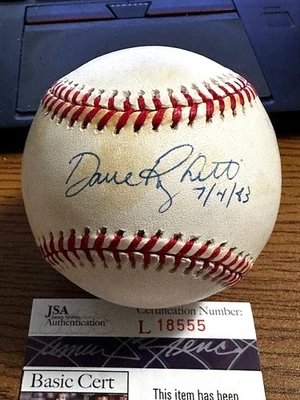 Dave Righetti
7/4/83
JSA
Authentication
Certification Number:
L 18555
Basic Cert
This item has been